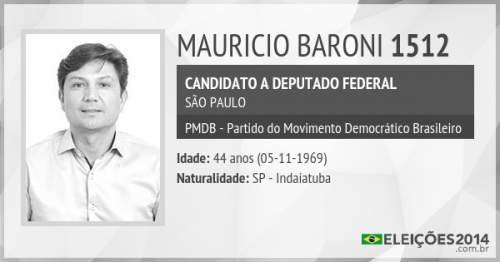 MAURICIO BARONI 1512
CANDIDATO A DEPUTADO FEDERAL
SÃO PAULO
PMDB - Partido do Movimento Democrático Brasileiro
Idade: 44 anos (05-11-1969)
Naturalidade: SP - Indaiatuba
ELEIÇÕES2014
.com.br